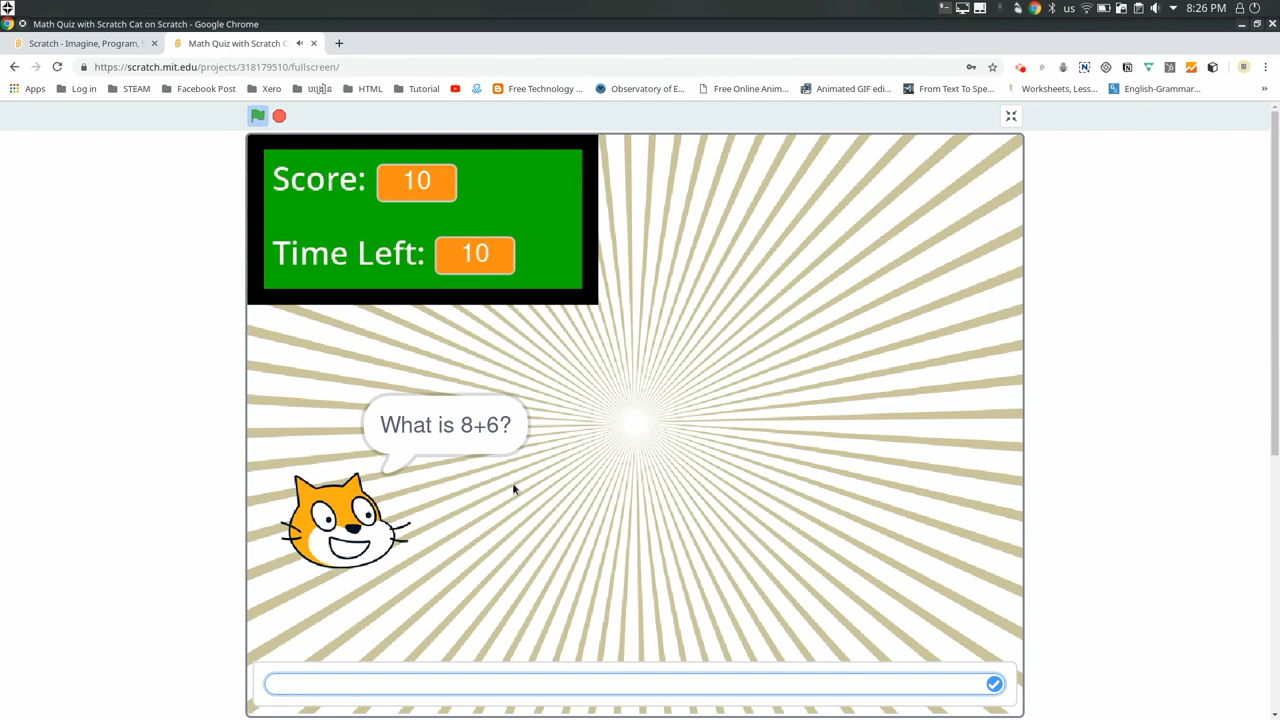 us
8:26 PM
Math Quiz with Scratch Cat on Scratch - Google Chrome
Scratch - Imagine, Program, S
Math Quiz with Scratch C
https://scratch.mit.edu/projects/318179510/fullscreen/
Apps
Log in
STEAM
Facebook Post
Xero
HTML
Tutorial
Free Technology ...
Observatory of E...
Free Online Anim...
Animated GIF edi...
From Text To Spe...
Worksheets, Less...
English-Grammar...
»
Score: 10
Time Left: 10
What is 8+6?